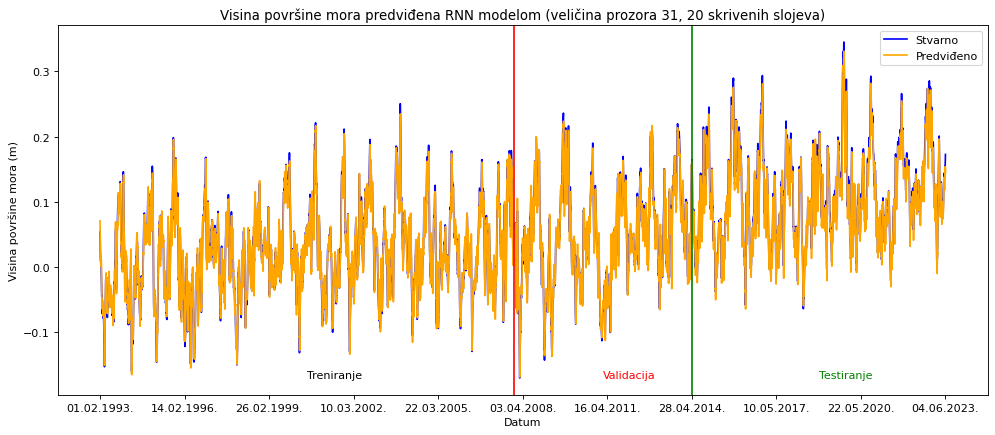 Visina površine mora predviđena RNN modelom (veličina prozora 31, 20 skrivenih slojeva)
Stvarno
Predviđeno
Visina površine mora (m)
0.3
0.2
0.1
0.0
−0.1
Treniranje
Validacija
Testiranje
01.02.1993. 14.02.1996. 26.02.1999. 10.03.2002. 22.03.2005. 03.04.2008. 16.04.2011. 28.04.2014. 10.05.2017. 22.05.2020. 04.06.2023.
Datum